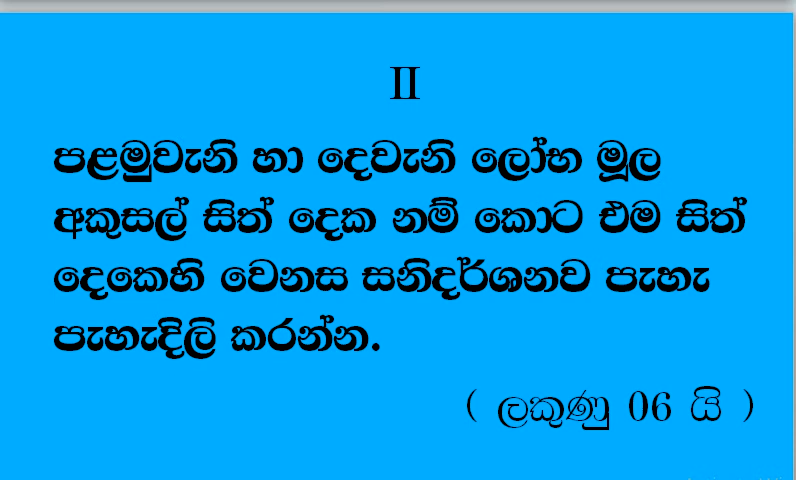 II
පළමුවැනි හා දෙවැනි ලෝභ මූල
අකුසල් සිත් දෙක නම් කොට එම සිත්
දෙකෙහි වෙනස සනිදර්ශනව පැහැ
පැහැදිලි කරන්න.
( ලකුණු 06 යි )